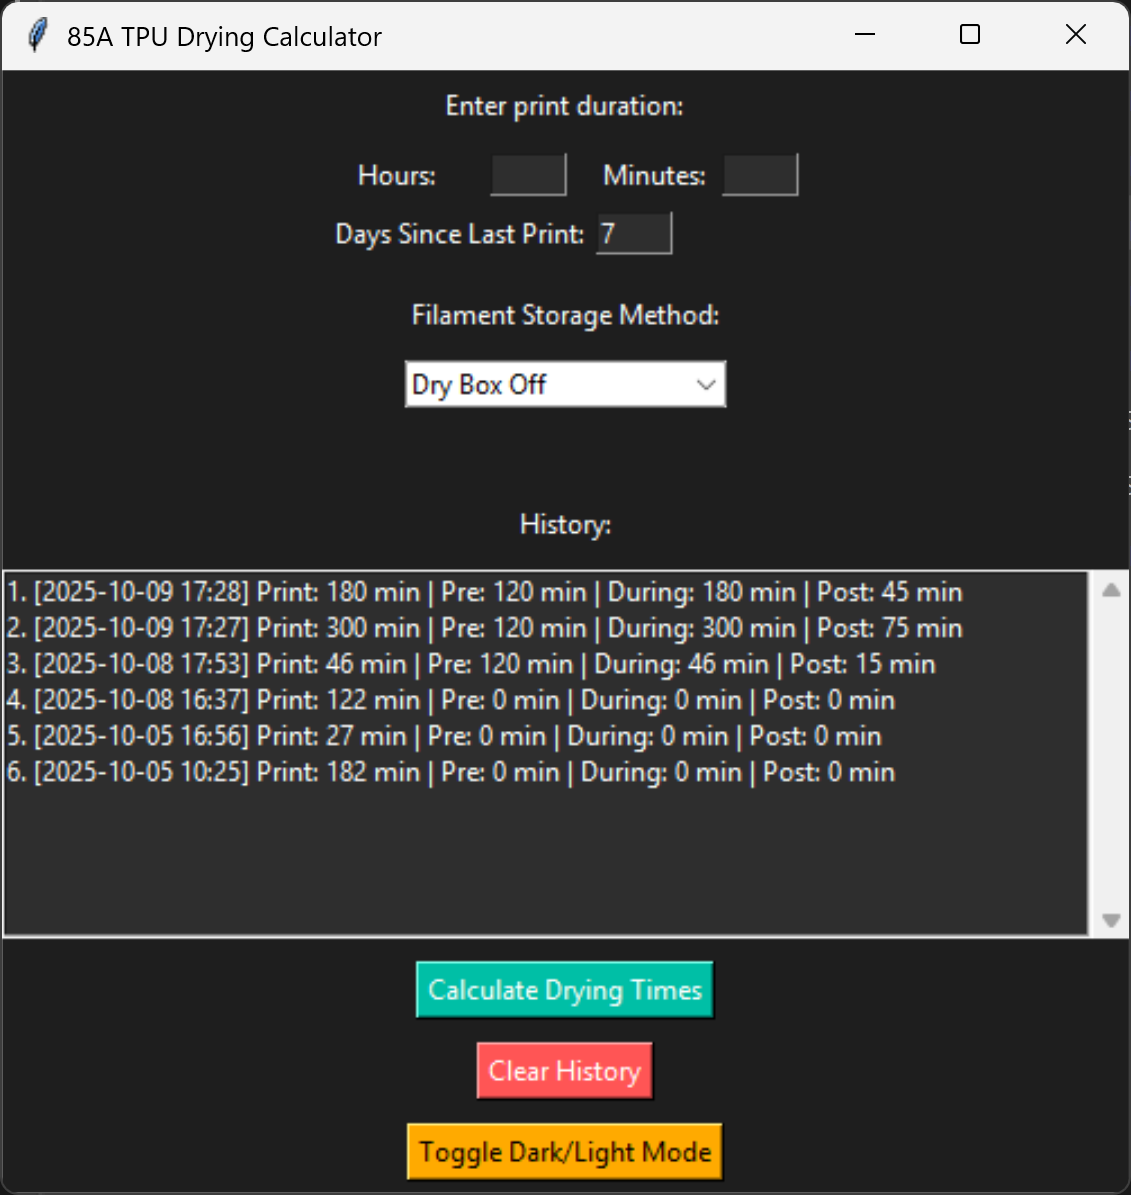 85A TPU Drying Calculator
Enter print duration:
Hours: Minutes:
Days Since Last Print: 7
Filament Storage Method:
Dry Box Off
History:
1. [2025-10-09 17:28] Print: 180 min | Pre: 120 min | During: 180 min | Post: 45 min
2. [2025-10-09 17:27] Print: 300 min | Pre: 120 min | During: 300 min | Post: 75 min
3. [2025-10-08 17:53] Print: 46 min | Pre: 120 min | During: 46 min | Post: 15 min
4. [2025-10-08 16:37] Print: 122 min | Pre: 0 min | During: 0 min | Post: 0 min
5. [2025-10-05 16:56] Print: 27 min | Pre: 0 min | During: 0 min | Post: 0 min
6. [2025-10-05 10:25] Print: 182 min | Pre: 0 min | During: 0 min | Post: 0 min
Calculate Drying Times
Clear History
Toggle Dark/Light Mode